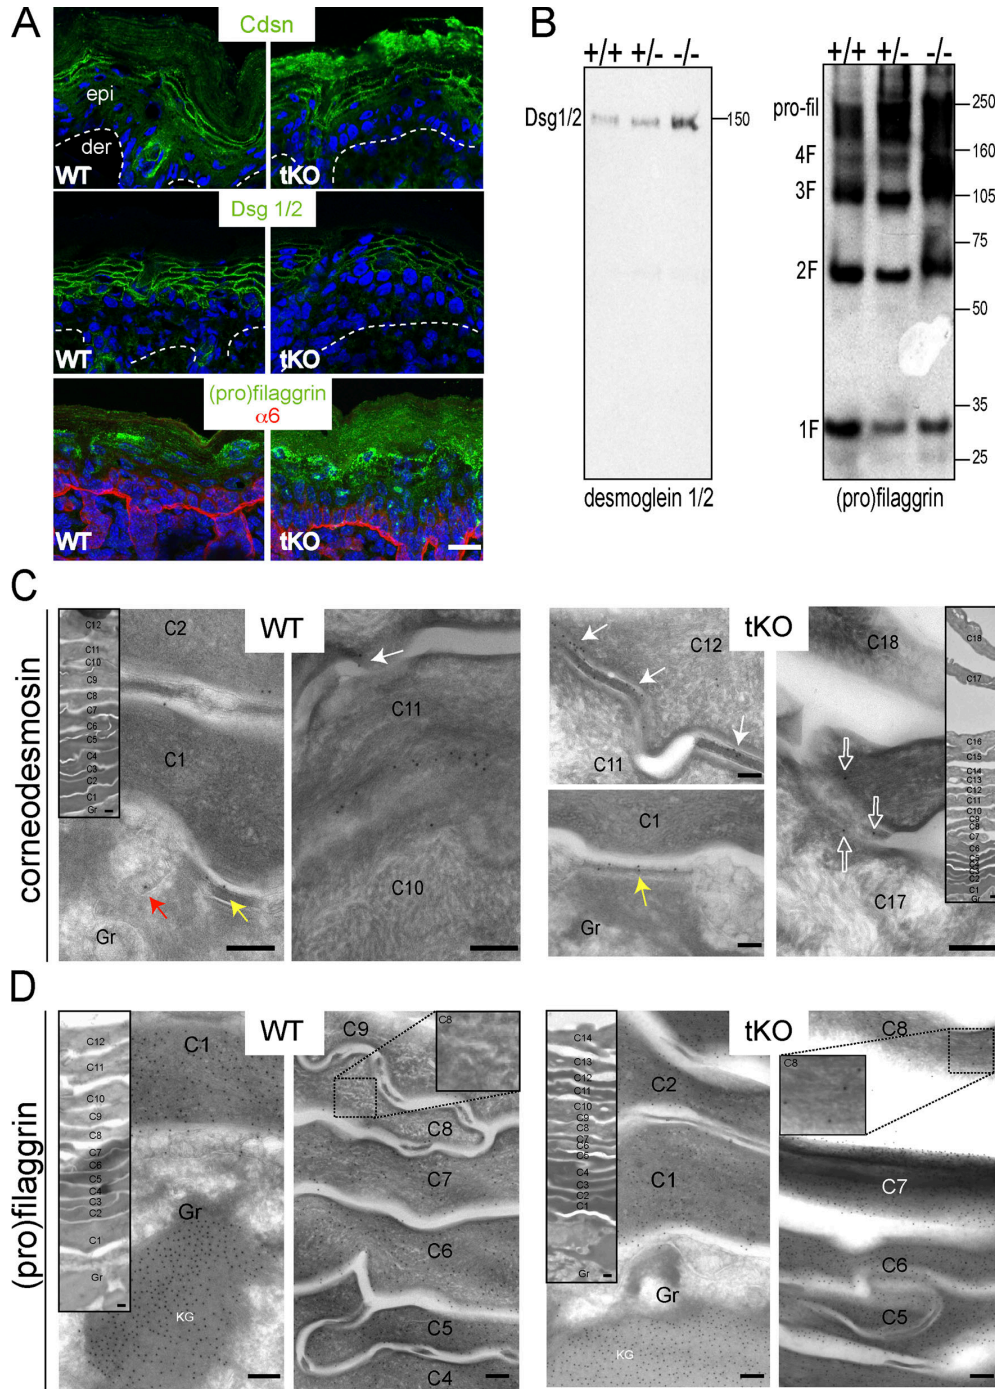 A
Cdsn
epi
der
WT
tKO
Dsg 1/2
WT
tKO
(pro)filaggrin
α6
WT
tKO
B
+/+ +/- -/-
Dsg1/2
150
desmoglein 1/2
+/+ +/- -/-
pro-fil
4F
3F
2F
1F
250
160
105
75
50
35
25
(pro)filaggrin
C
corneodesmosin
WT
C12
C11
C10
C9
C8
C7
C6
C5
C4
C3
C2
C1
Gr
C2
C1
Gr
C11
C10
tKO
C12
C11
C1
Gr
C18
C17
C18
C17
C16
C15
C14
C13
C12
C11
C10
C9
C8
C7
C6
C5
C2
C1
Gr
D
(pro)filaggrin
WT
C12
C11
C10
C9
C8
C7
C6
C5
C4
C3
C2
C1
Gr
C1
Gr
KG
C9
C8
C8
C7
C6
C5
C4
tKO
C14
C13
C12
C11
C10
C9
C8
C7
C6
C5
C4
C3
C2
C1
Gr
C2
C1
Gr
KG
C8
C8
C7
C6
C5